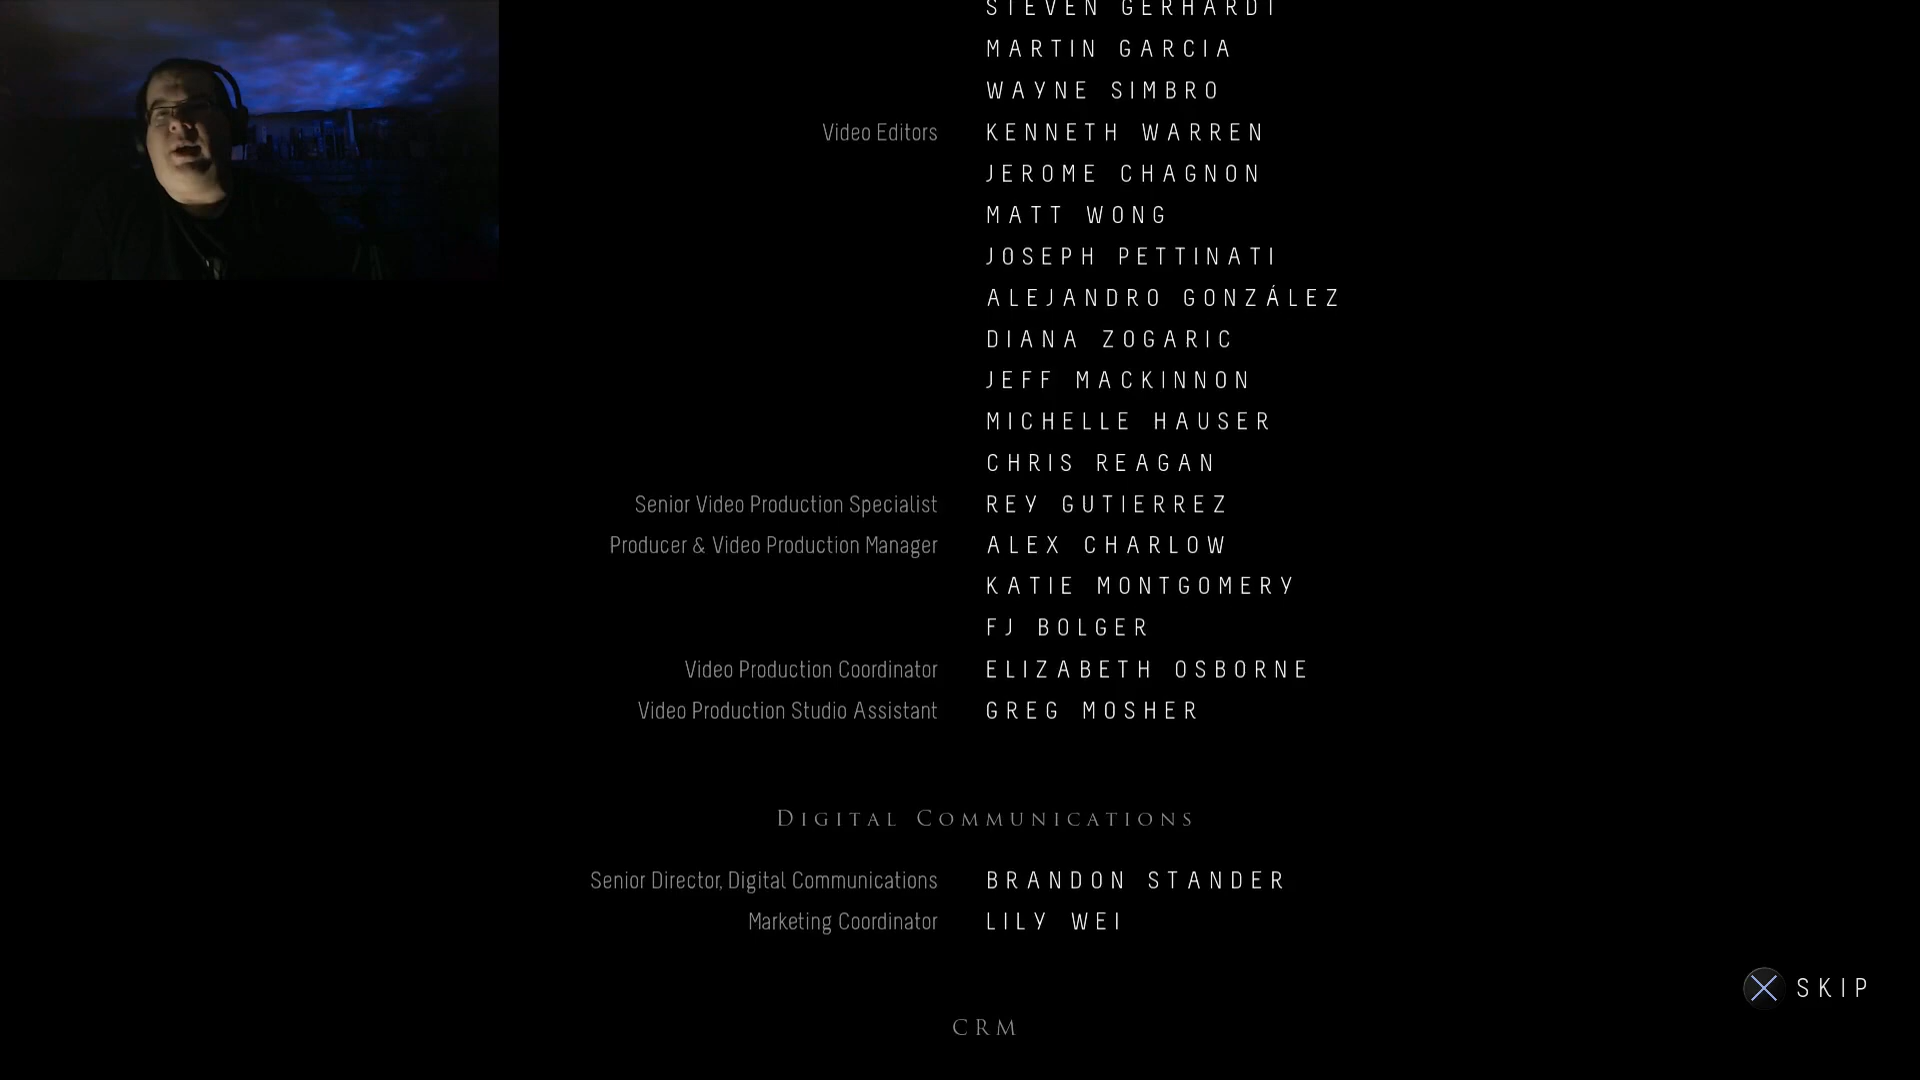 STEVEN GERHARDT
MARTIN GARCIA
WAYNE SIMBRO
Video Editors KENNETH WARREN
JEROME CHAGNON
MATT WONG
JOSEPH PETTINATI
ALEJANDRO GONZÁLEZ
DIANA ZOGARIC
JEFF MACKINNON
MICHELLE HAUSER
CHRIS REAGAN
Senior Video Production Specialist REY GUTIERREZ
Producer & Video Production Manager ALEX CHARLOW
KATIE MONTGOMERY
FJ BOLGER
Video Production Coordinator ELIZABETH OSBORNE
Video Production Studio Assistant GREG MOSHER
DIGITAL COMMUNICATIONS
Senior Director, Digital Communications BRANDON STANDER
Marketing Coordinator LILY WEI
SKIP
CRM